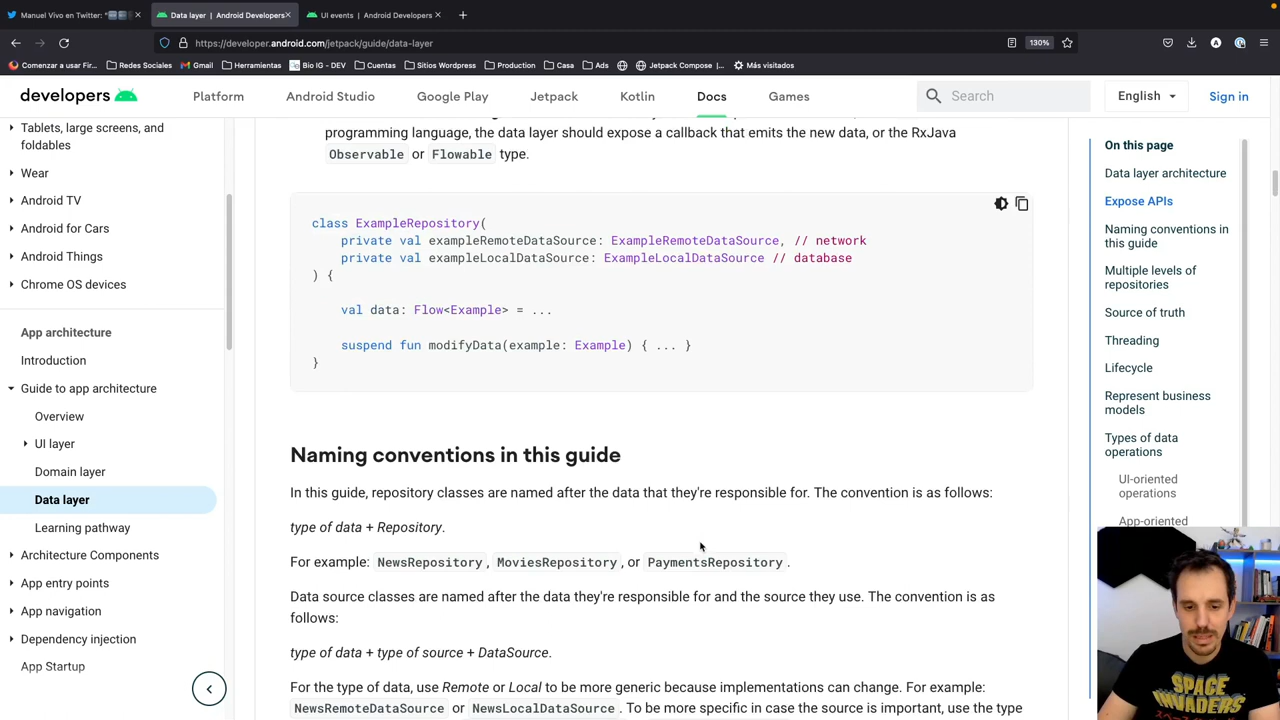 Manuel Vivo en Twitter: "
Data layer | Android Developers
UI events | Android Developers
https://developer.android.com/jetpack/guide/data-layer
130%
Comenzar a usar Fir…
Redes Sociales
Gmail
Herramientas
Bio IG - DEV
Cuentas
Sitios Wordpress
Production
Casa
Ads
Jetpack Compose |…
Más visitados
developers
Platform
Android Studio
Google Play
Jetpack
Kotlin
Docs
Games
Search
English
Sign in
Tablets, large screens, and
foldables
Wear
Android TV
Android for Cars
Android Things
Chrome OS devices
App architecture
Introduction
Guide to app architecture
Overview
UI layer
Domain layer
Data layer
Learning pathway
Architecture Components
App entry points
App navigation
Dependency injection
App Startup
programming language, the data layer should expose a callback that emits the new data, or the RxJava
Observable or Flowable type.
class ExampleRepository(
private val exampleRemoteDataSource: ExampleRemoteDataSource, // network
private val exampleLocalDataSource: ExampleLocalDataSource // database
) {
val data: Flow<Example> = ...
suspend fun modifyData(example: Example) { ... }
}
Naming conventions in this guide
In this guide, repository classes are named after the data that they're responsible for. The convention is as follows:
type of data + Repository.
For example: NewsRepository, MoviesRepository, or PaymentsRepository.
Data source classes are named after the data they're responsible for and the source they use. The convention is as
follows:
type of data + type of source + DataSource.
For the type of data, use Remote or Local to be more generic because implementations can change. For example:
NewsRemoteDataSource or NewsLocalDataSource. To be more specific in case the source is important, use the type
On this page
Data layer architecture
Expose APIs
Naming conventions in
this guide
Multiple levels of
repositories
Source of truth
Threading
Lifecycle
Represent business
models
Types of data
operations
UI-oriented
operations
App-oriented
SPACE
INVADERS